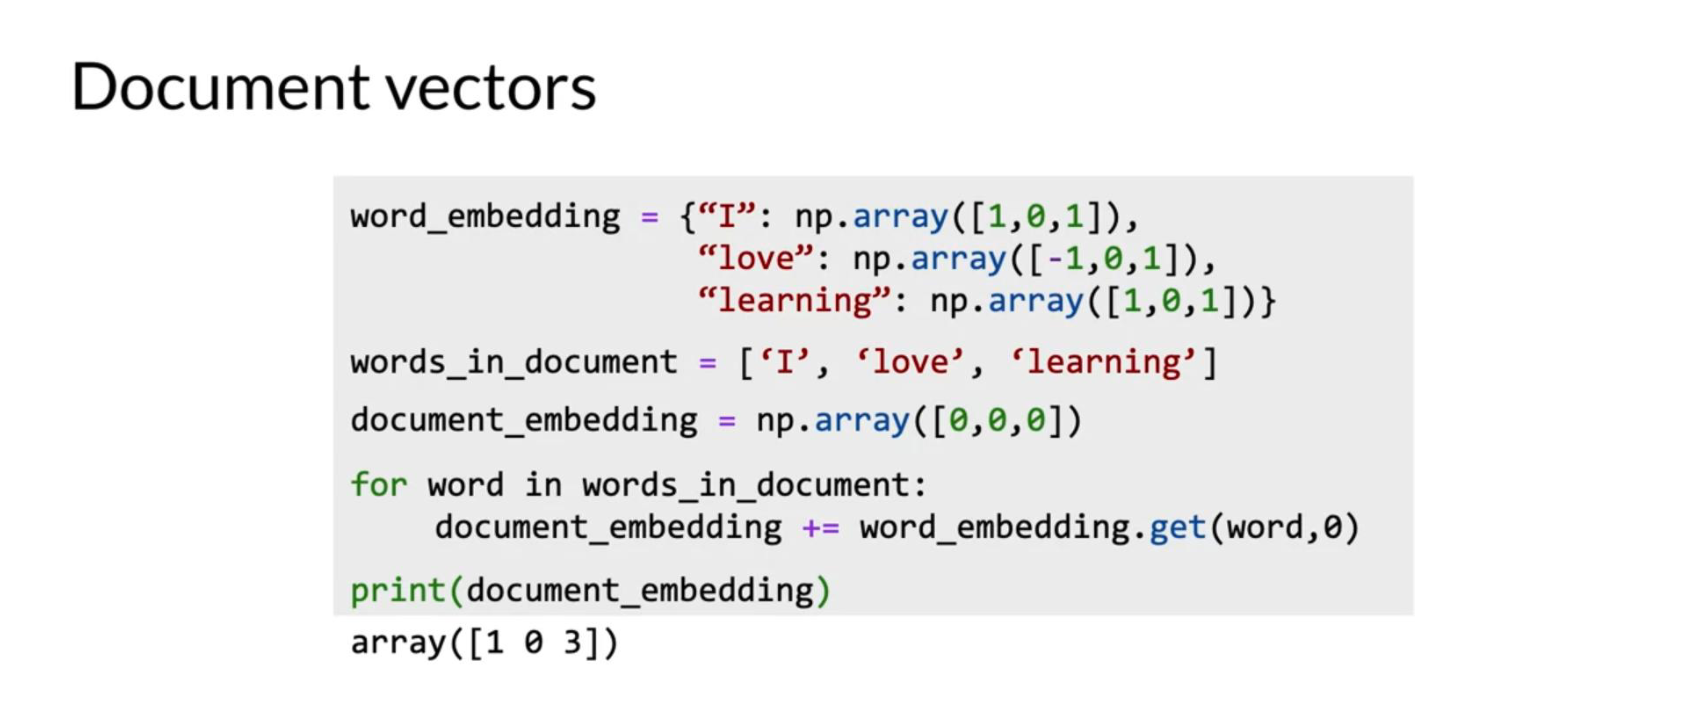 Document vectors
word_embedding = {“I”: np.array([1,0,1]),
“love”: np.array([-1,0,1]),
“learning”: np.array([1,0,1])}
words_in_document = [‘I’, ‘love’, ‘learning’]
document_embedding = np.array([0,0,0])
for word in words_in_document:
document_embedding += word_embedding.get(word,0)
print(document_embedding)
array([1 0 3])